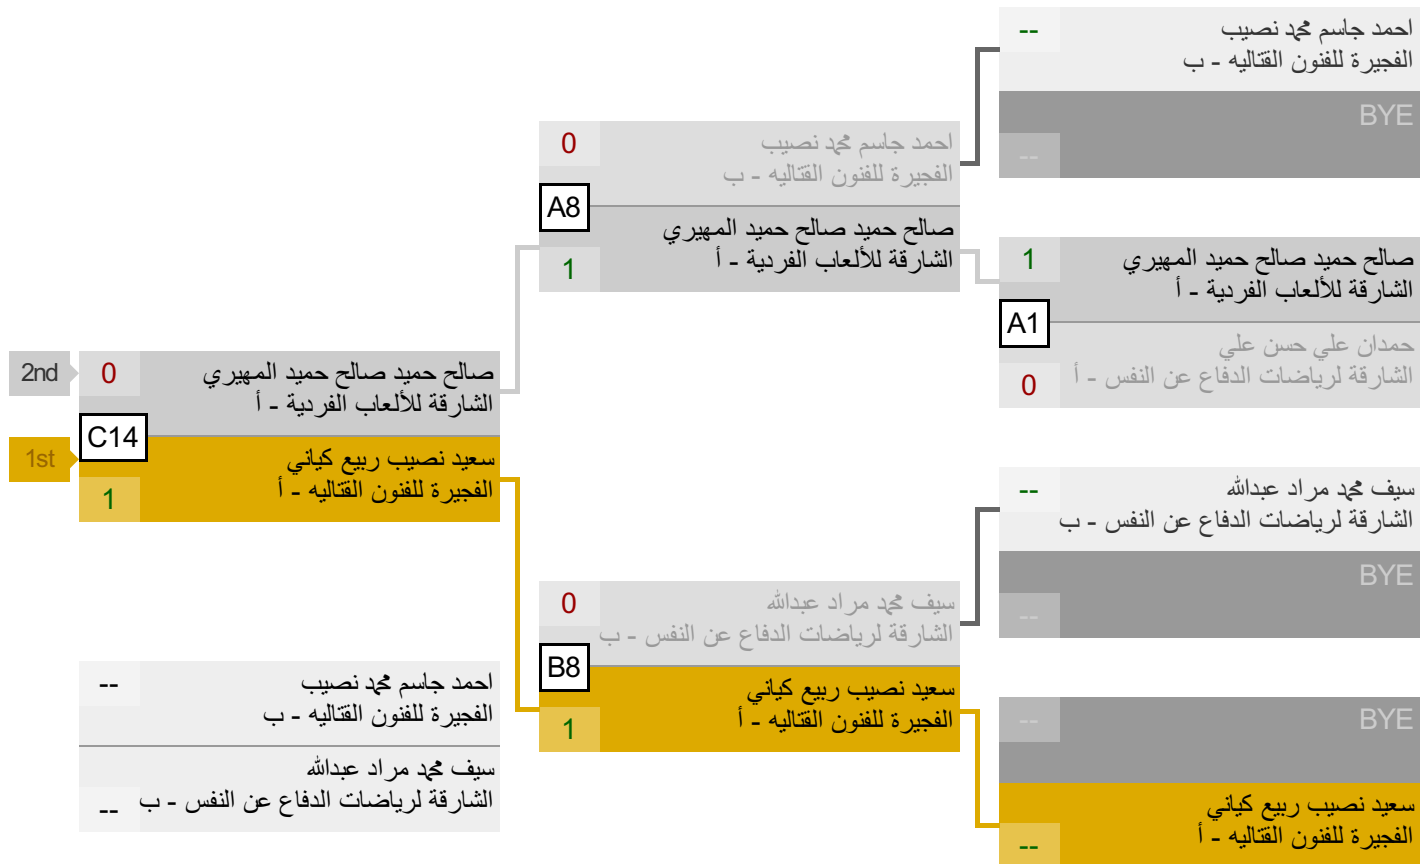 --
احمد جاسم محمد نصيب
الفجيرة للفنون القتاليه - ب
BYE
--
0
احمد جاسم محمد نصيب
الفجيرة للفنون القتاليه - ب
A8
صالح حميد صالح حميد المهيري
الشارقة للألعاب الفردية - أ
1
1
صالح حميد صالح حميد المهيري
الشارقة للألعاب الفردية - أ
A1
حمدان علي حسن علي
الشارقة لرياضات الدفاع عن النفس - أ
0
2nd
0
صالح حميد صالح حميد المهيري
الشارقة للألعاب الفردية - أ
C14
1st
سعيد نصيب ربيع كياني
الفجيرة للفنون القتاليه - أ
1
--
سيف محمد مراد عبدالله
الشارقة لرياضات الدفاع عن النفس - ب
BYE
--
0
سيف محمد مراد عبدالله
الشارقة لرياضات الدفاع عن النفس - ب
B8
سعيد نصيب ربيع كياني
الفجيرة للفنون القتاليه - أ
1
--
احمد جاسم محمد نصيب
الفجيرة للفنون القتاليه - ب
سيف محمد مراد عبدالله
الشارقة لرياضات الدفاع عن النفس - ب
--
--
BYE
سعيد نصيب ربيع كياني
الفجيرة للفنون القتاليه - أ
--